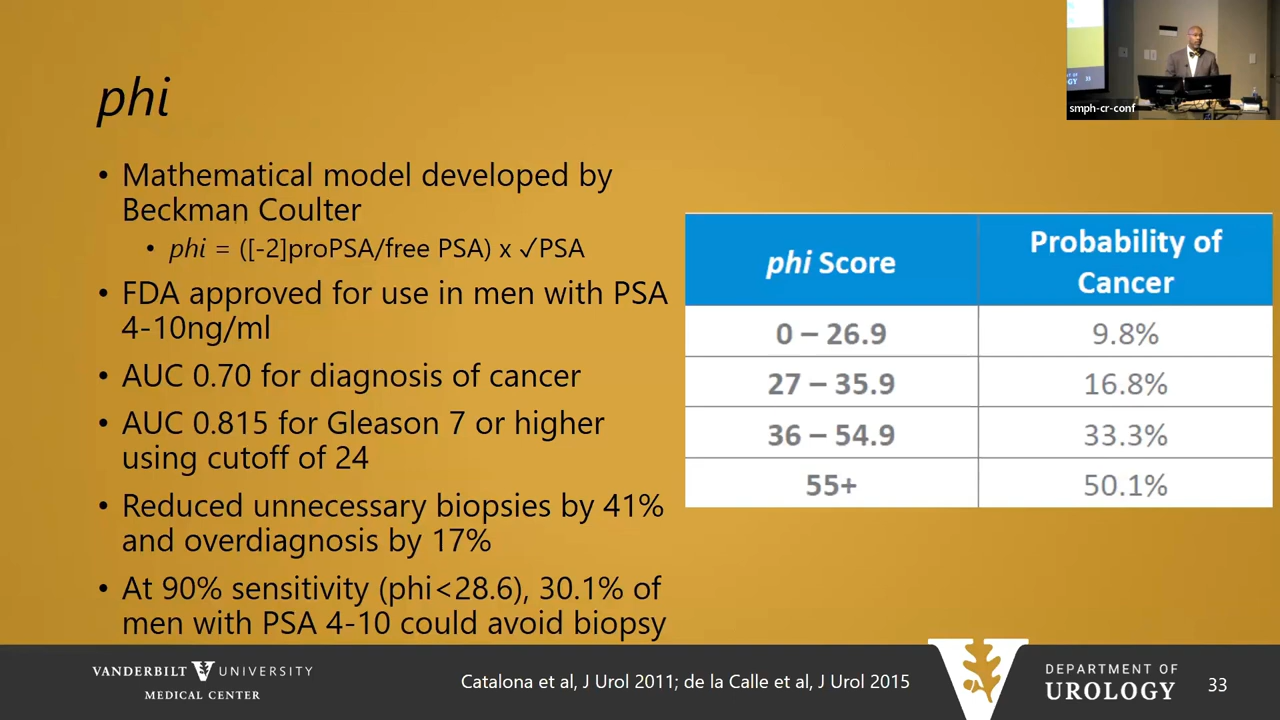 phi
• Mathematical model developed by
Beckman Coulter
• phi = ([-2]proPSA/free PSA) x ✓PSA
• FDA approved for use in men with PSA
4-10ng/ml
• AUC 0.70 for diagnosis of cancer
• AUC 0.815 for Gleason 7 or higher
using cutoff of 24
• Reduced unnecessary biopsies by 41%
and overdiagnosis by 17%
• At 90% sensitivity (phi<28.6), 30.1% of
men with PSA 4-10 could avoid biopsy
phi Score
Probability of
Cancer
0 – 26.9 9.8%
27 – 35.9 16.8%
36 – 54.9 33.3%
55+ 50.1%
smph-cr-conf
VANDERBILT V UNIVERSITY
MEDICAL CENTER
Catalona et al, J Urol 2011; de la Calle et al, J Urol 2015
DEPARTMENT OF
UROLOGY
33